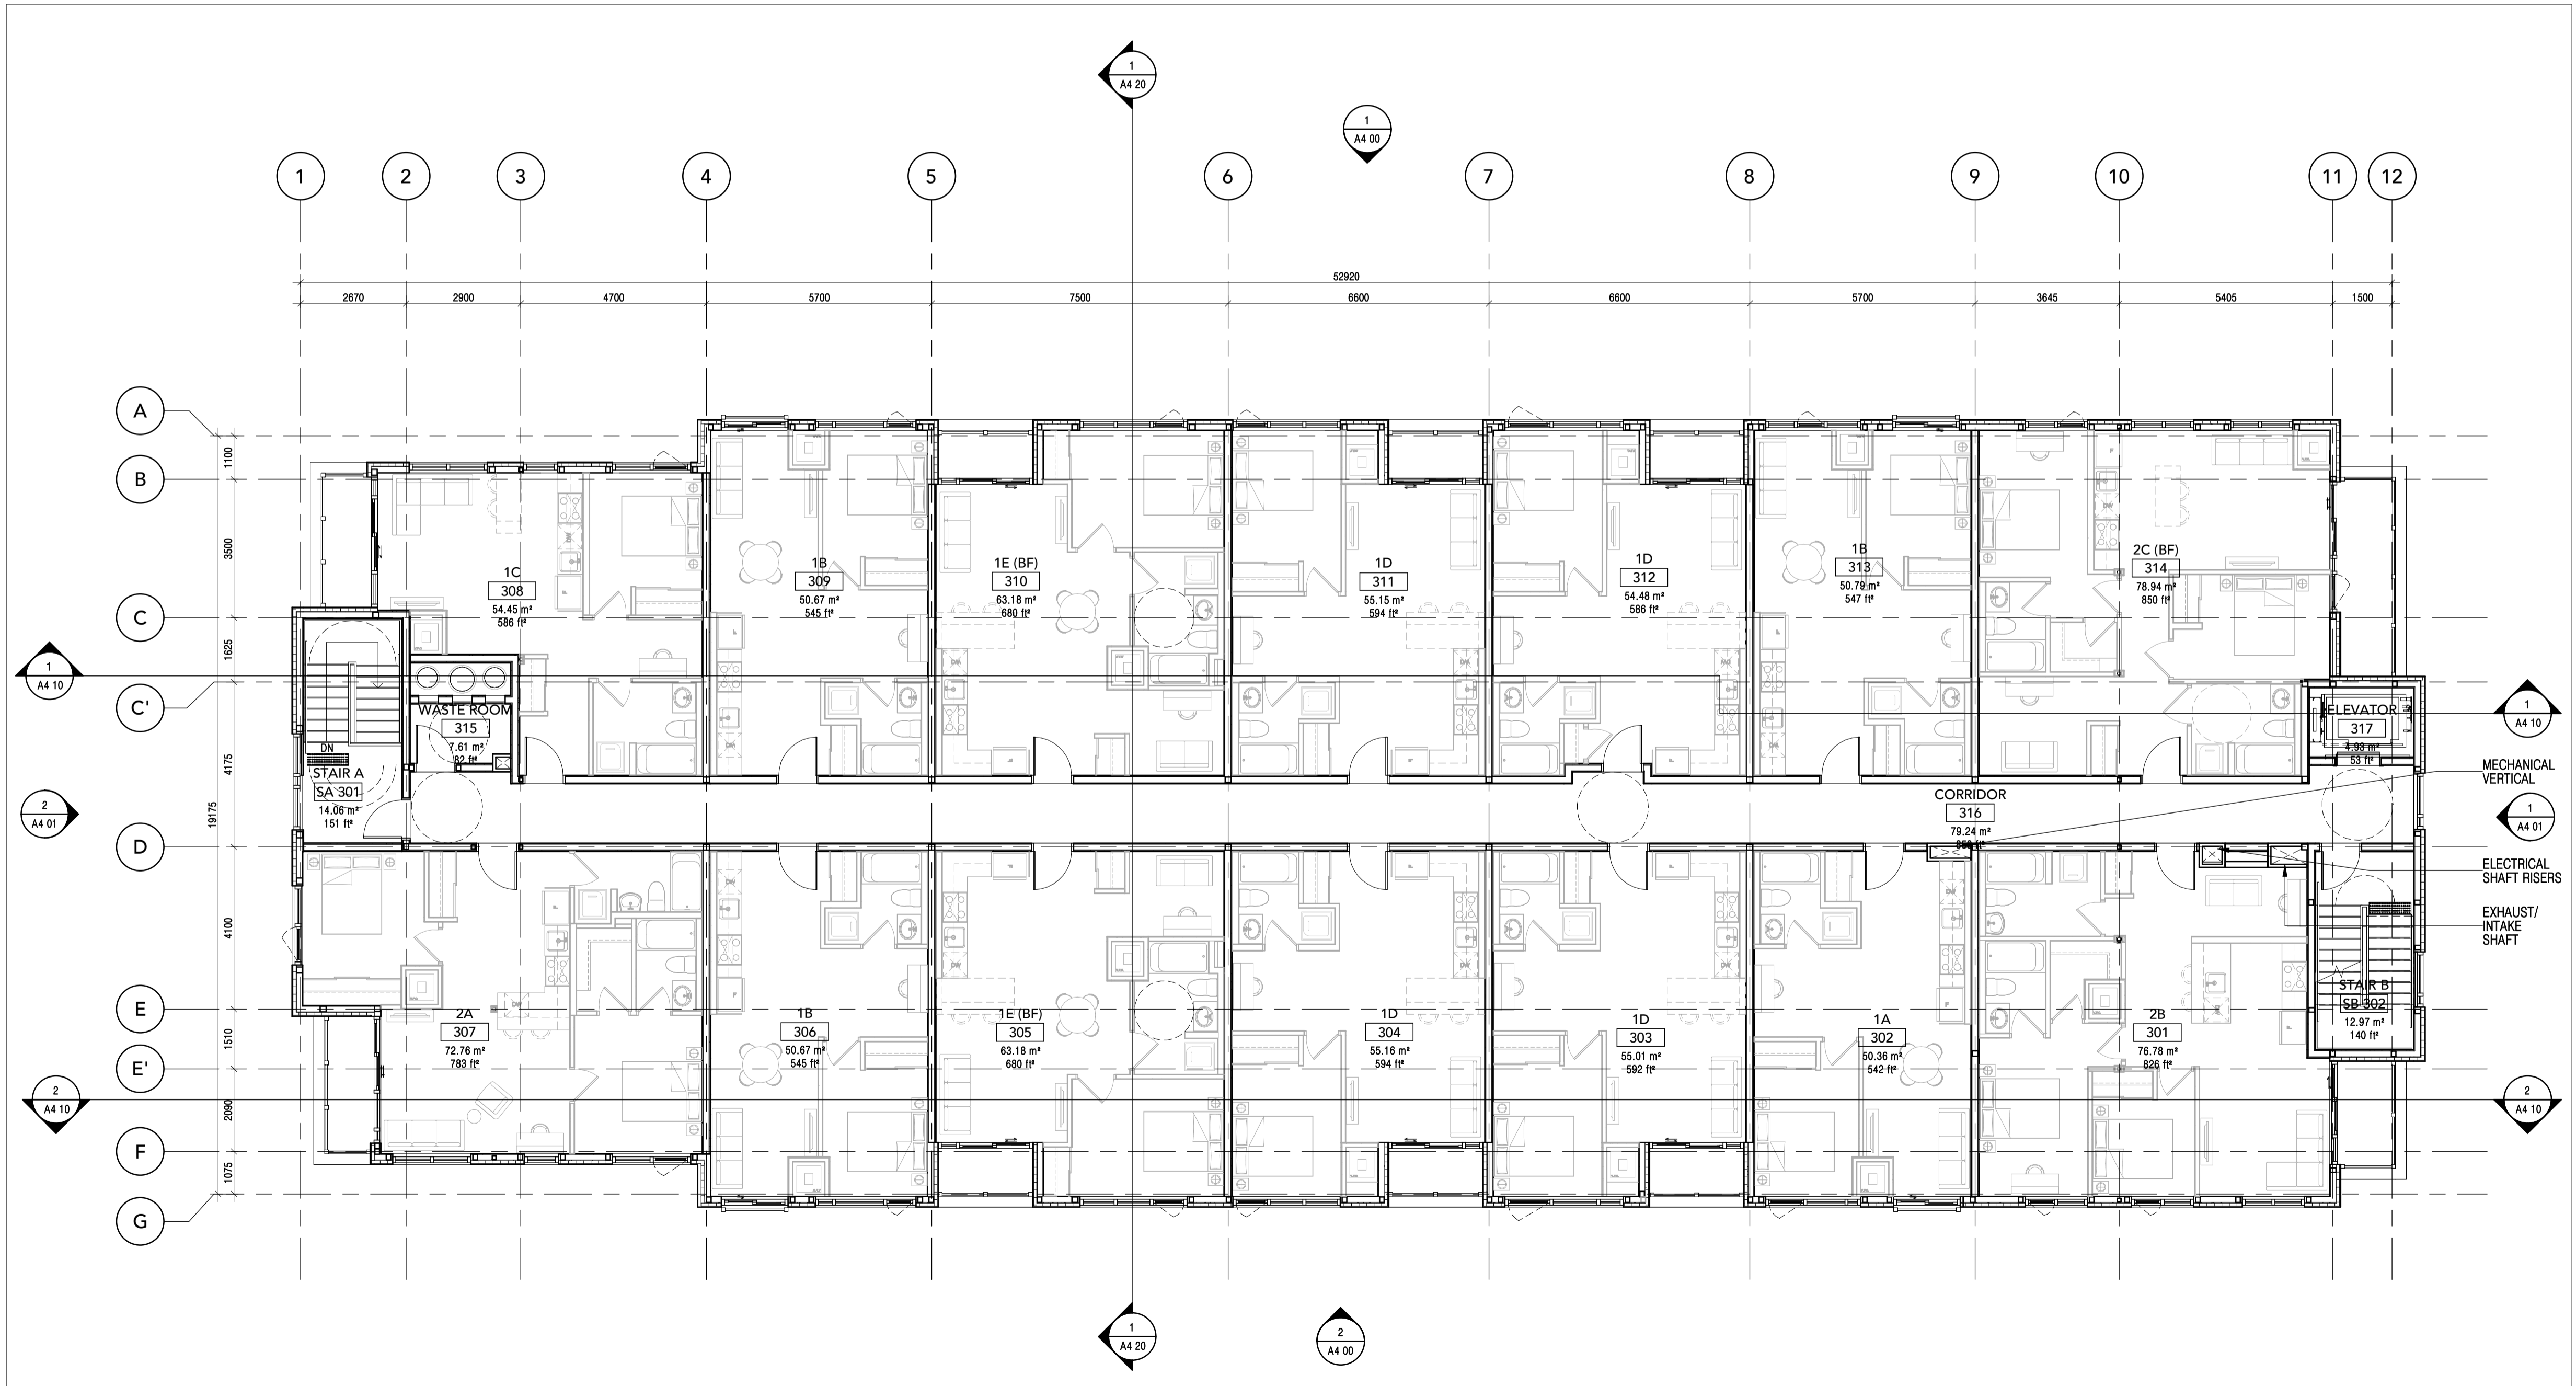 1
A4 20
1
A4 00
1
2
3
4
5
6
7
8
9
10
11
12
52920
2670
2900
4700
5700
7500
6600
6600
5700
3645
5405
1500
A
B
C
C'
D
E
E'
F
G
1100
3500
1625
4175
19175
4100
1510
2090
1075
1
A4 10
2
A4 01
2
A4 10
1C
308
54.45 m²
586 ft²
1B
309
50.67 m²
545 ft²
1E (BF)
310
63.18 m²
680 ft²
1D
311
55.15 m²
594 ft²
1D
312
54.48 m²
586 ft²
1B
313
50.79 m²
547 ft²
2C (BF)
314
78.94 m²
850 ft²
WASTE ROOM
315
7.61 m²
82 ft²
DN
STAIR A
SA 301
14.06 m²
151 ft²
ELEVATOR
317
4.93 m²
53 ft²
CORRIDOR
316
79.24 m²
1
A4 10
MECHANICAL
VERTICAL
1
A4 01
ELECTRICAL
SHAFT RISERS
EXHAUST/
INTAKE
SHAFT
2A
307
72.76 m²
783 ft²
1B
306
50.67 m²
545 ft²
1E (BF)
305
63.18 m²
680 ft²
1D
304
55.16 m²
594 ft²
1D
303
55.01 m²
592 ft²
1A
302
50.36 m²
542 ft²
2B
301
76.78 m²
826 ft²
STAIR B
SB 302
12.97 m²
140 ft²
2
A4 10
1
A4 20
2
A4 00